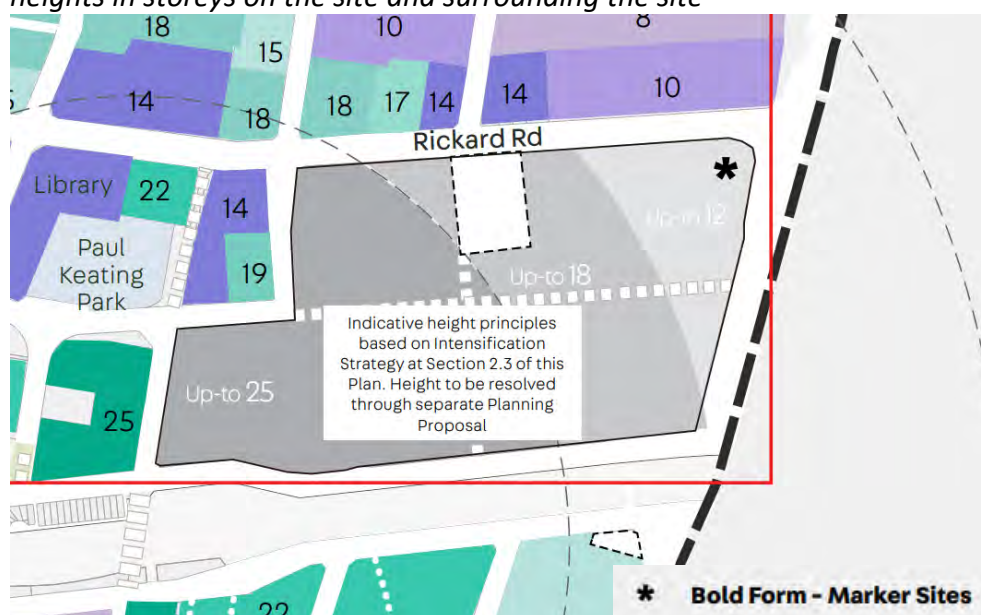 heights in storeys on the site and surrounding the site
18
10
8
15
14
18
18
17
14
14
10
Rickard Rd
Library
22
14
*
Up-to 12
Paul
Keating
Park
19
Up-to 18
Indicative height principles
based on Intensification
Strategy at Section 2.3 of this
Plan. Height to be resolved
through separate Planning
Proposal
Up-to 25
25
22
* Bold Form - Marker Sites